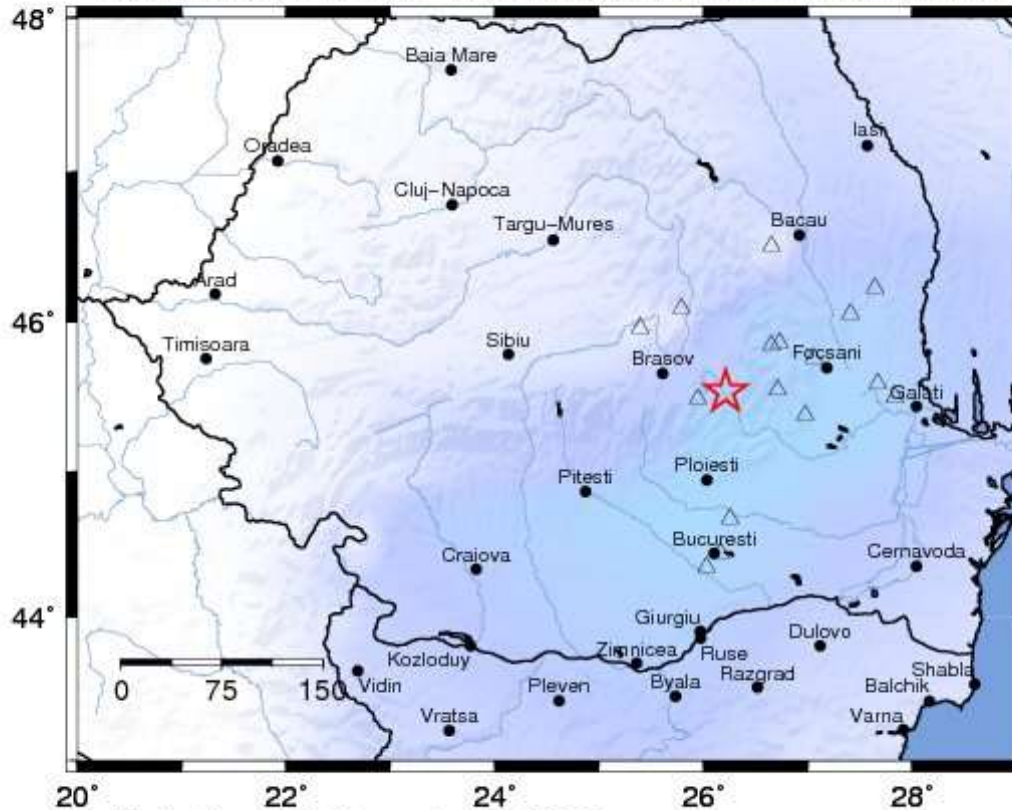 48°
Baia Mare
Iasi
Oradea
Cluj-Napoca
Targu-Mures
Bacau
Arad
46°
Timisoara
Sibiu
Brasov
Focsani
Galati
Ploiesti
Pitesti
Bucuresti
Craiova
Cernavoda
44°
Giurgiu
Dulovo
Zimnicea
Ruse
Kozloduy
Razgrad
Shabla
0 75 150
Vidin
Pleven
Byala
Balchik
Vratsa
Varna
20° 22° 24° 26° 28°